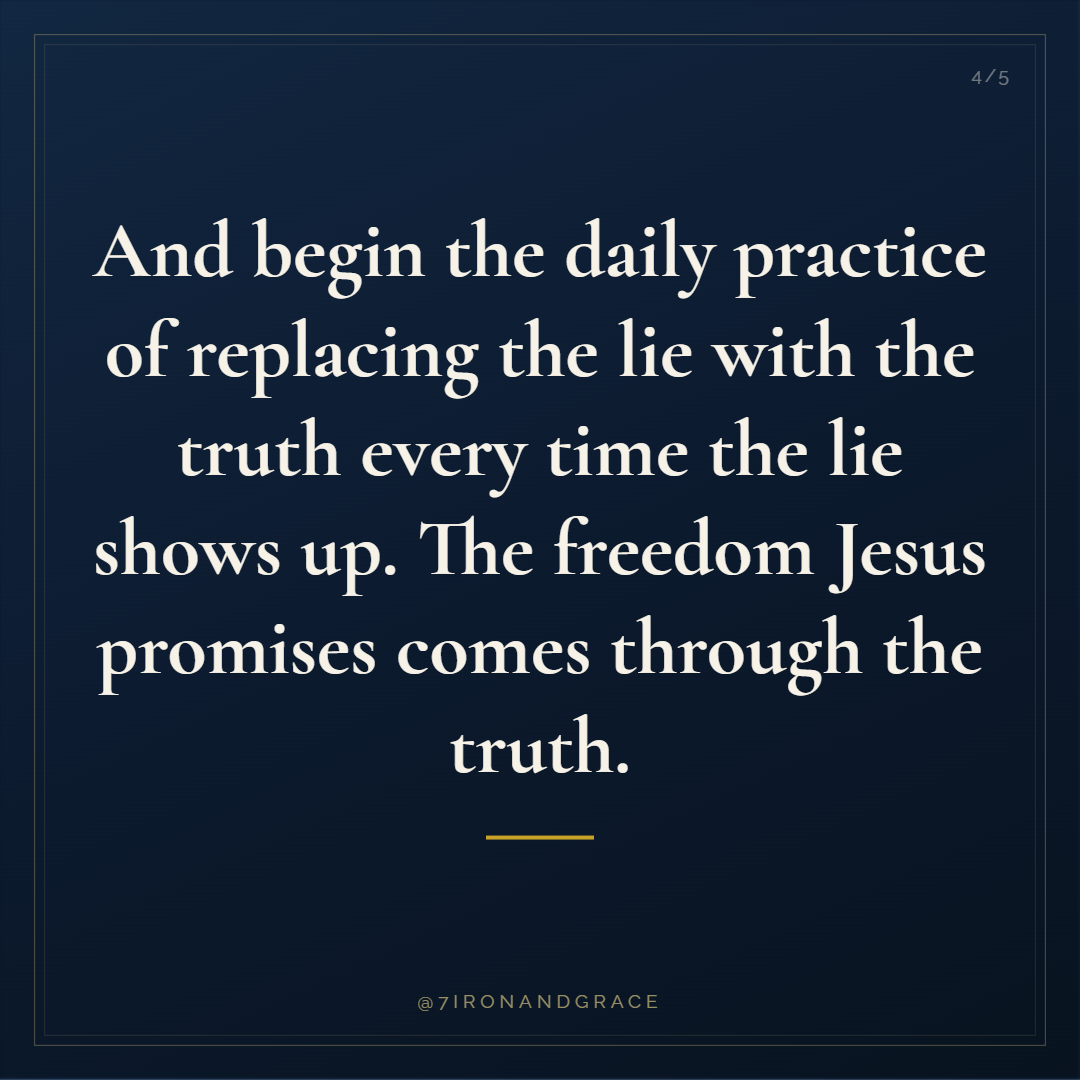 4/5
And begin the daily practice
of replacing the lie with the
truth every time the lie
shows up. The freedom Jesus
promises comes through the
truth.
@7IRONANDGRACE